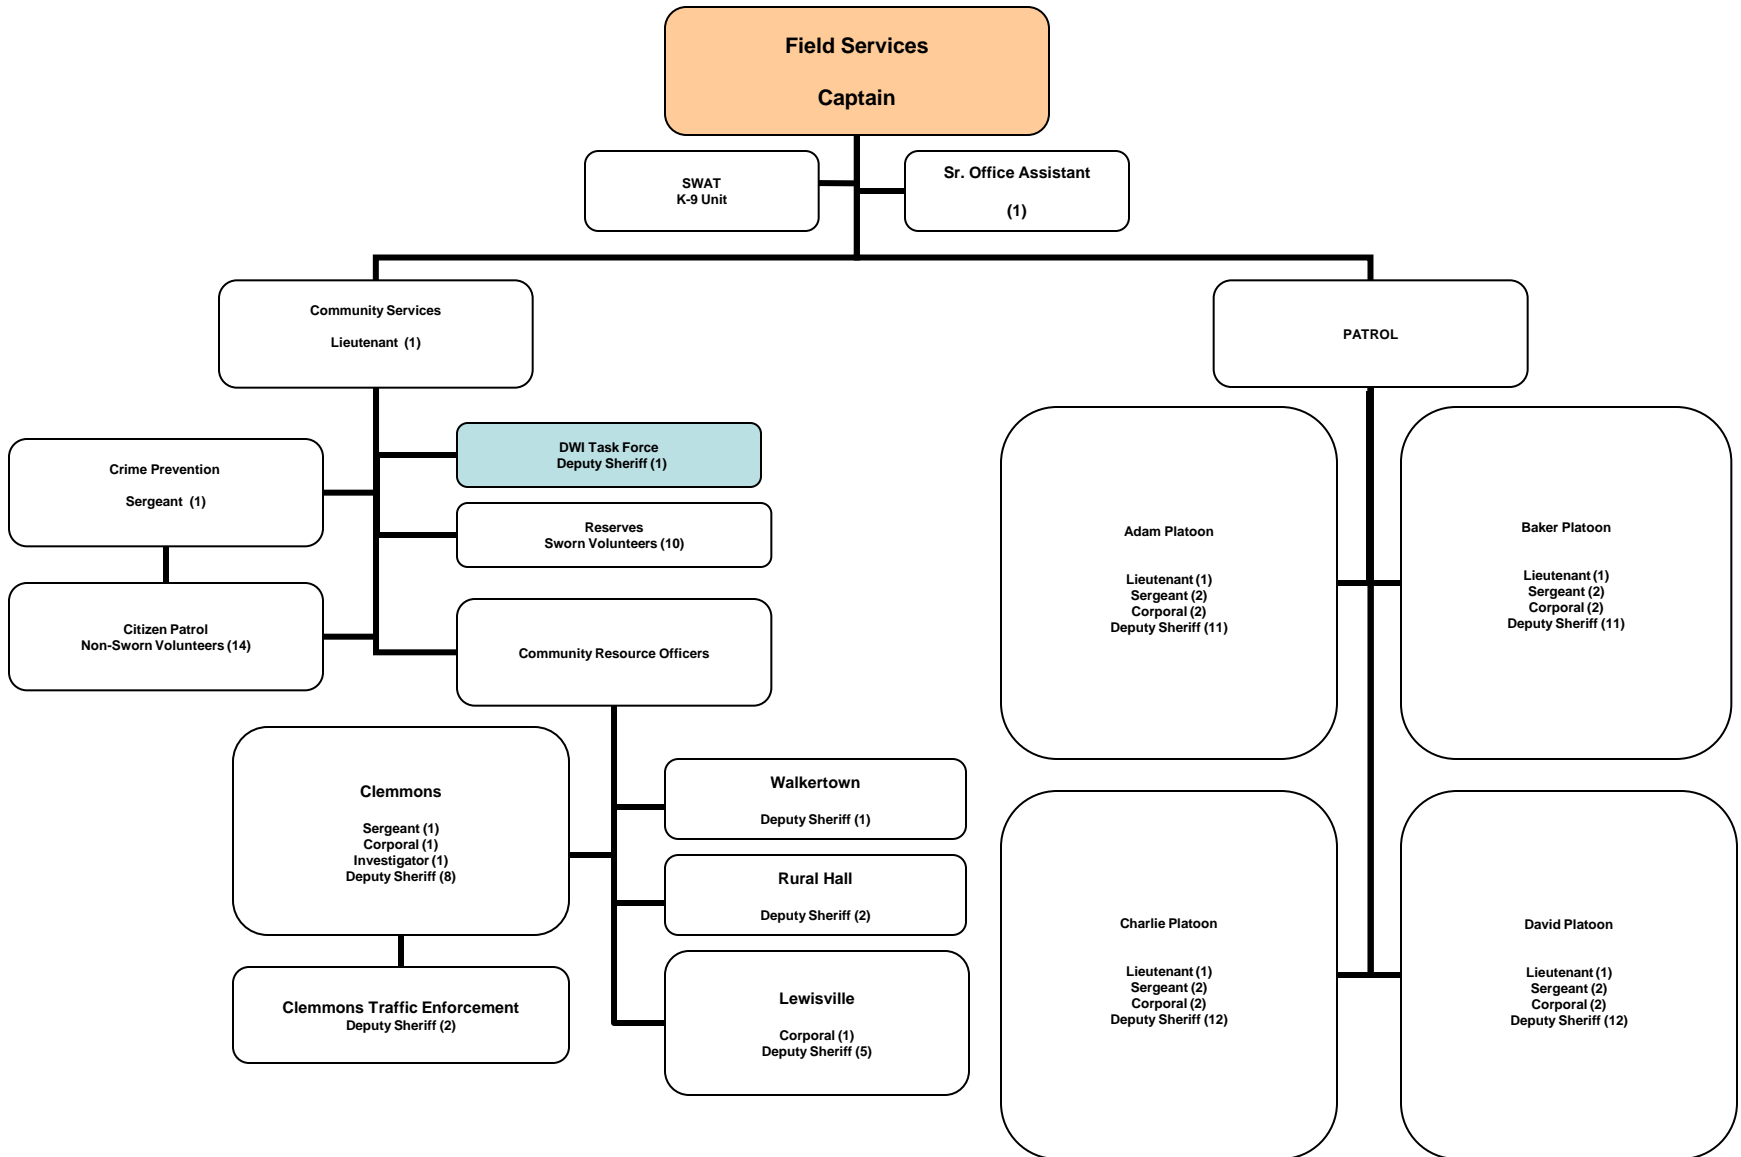 Field Services
Captain
SWAT
K-9 Unit
Sr. Office Assistant
(1)
Community Services
Lieutenant (1)
PATROL
Crime Prevention
Sergeant (1)
DWI Task Force
Deputy Sheriff (1)
Reserves
Sworn Volunteers (10)
Citizen Patrol
Non-Sworn Volunteers (14)
Community Resource Officers
Clemmons
Sergeant (1)
Corporal (1)
Investigator (1)
Deputy Sheriff (8)
Clemmons Traffic Enforcement
Deputy Sheriff (2)
Walkertown
Deputy Sheriff (1)
Rural Hall
Deputy Sheriff (2)
Lewisville
Corporal (1)
Deputy Sheriff (5)
Adam Platoon
Lieutenant (1)
Sergeant (2)
Corporal (2)
Deputy Sheriff (11)
Baker Platoon
Lieutenant (1)
Sergeant (2)
Corporal (2)
Deputy Sheriff (11)
Charlie Platoon
Lieutenant (1)
Sergeant (2)
Corporal (2)
Deputy Sheriff (12)
David Platoon
Lieutenant (1)
Sergeant (2)
Corporal (2)
Deputy Sheriff (12)